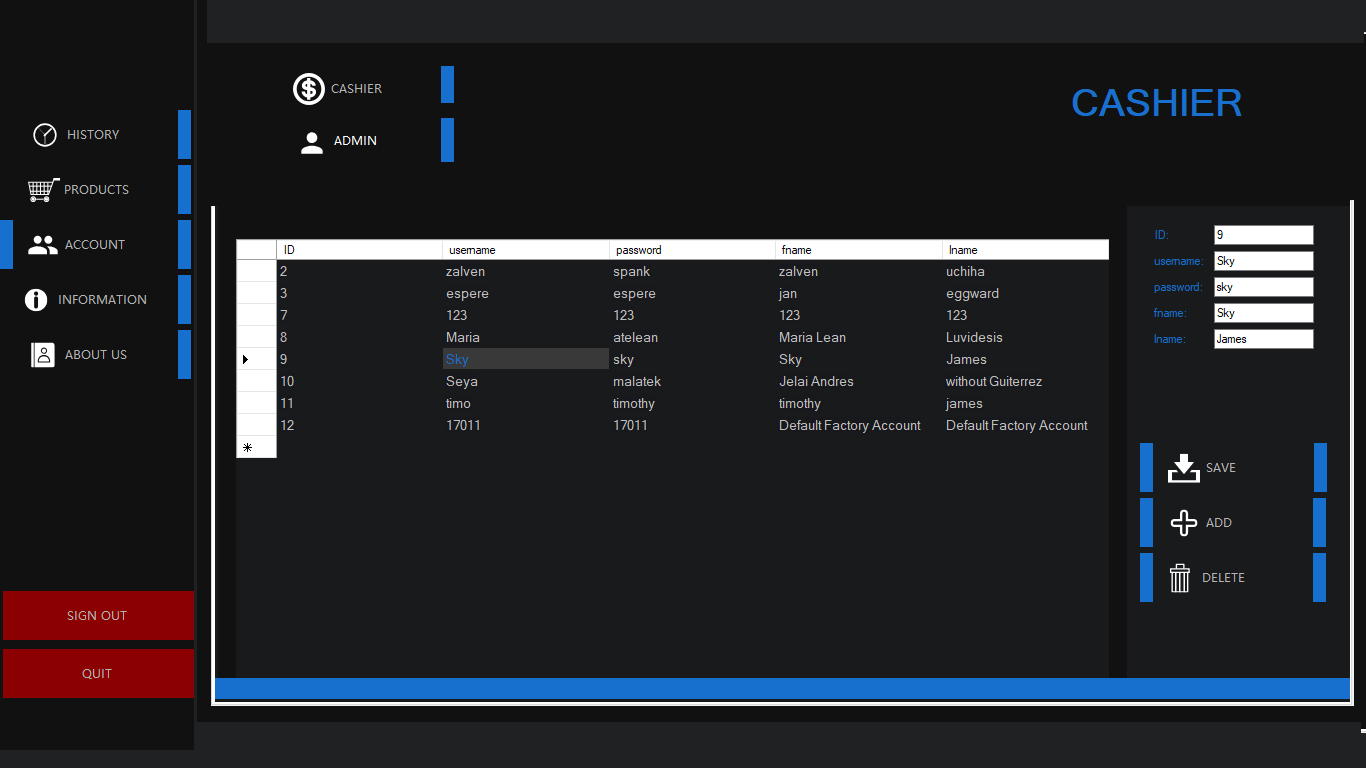 HISTORY
PRODUCTS
ACCOUNT
INFORMATION
ABOUT US
SIGN OUT
QUIT
CASHIER
ADMIN
CASHIER
ID username password fname lname
2 zalven spank zalven uchiha
3 espere espere jan eggward
7 123 123 123 123
8 Maria atelean Maria Lean Luvidesis
9 Sky sky Sky James
10 Seya malatek Jelai Andres without Guiterrez
11 timo timothy timothy james
12 17011 17011 Default Factory Account Default Factory Account
ID: 9
username: Sky
password: sky
fname: Sky
lname: James
SAVE
ADD
DELETE